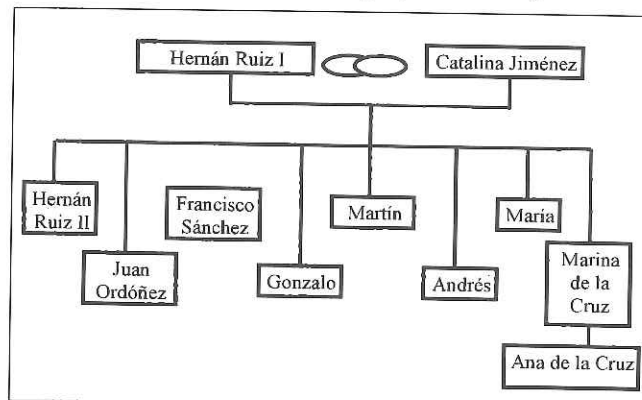 Hernán Ruiz I
Catalina Jiménez
Hernán
Ruiz II
Francisco
Sánchez
Martín
María
Juan
Ordóñez
Gonzalo
Andrés
Marina
de la
Cruz
Ana de la Cruz